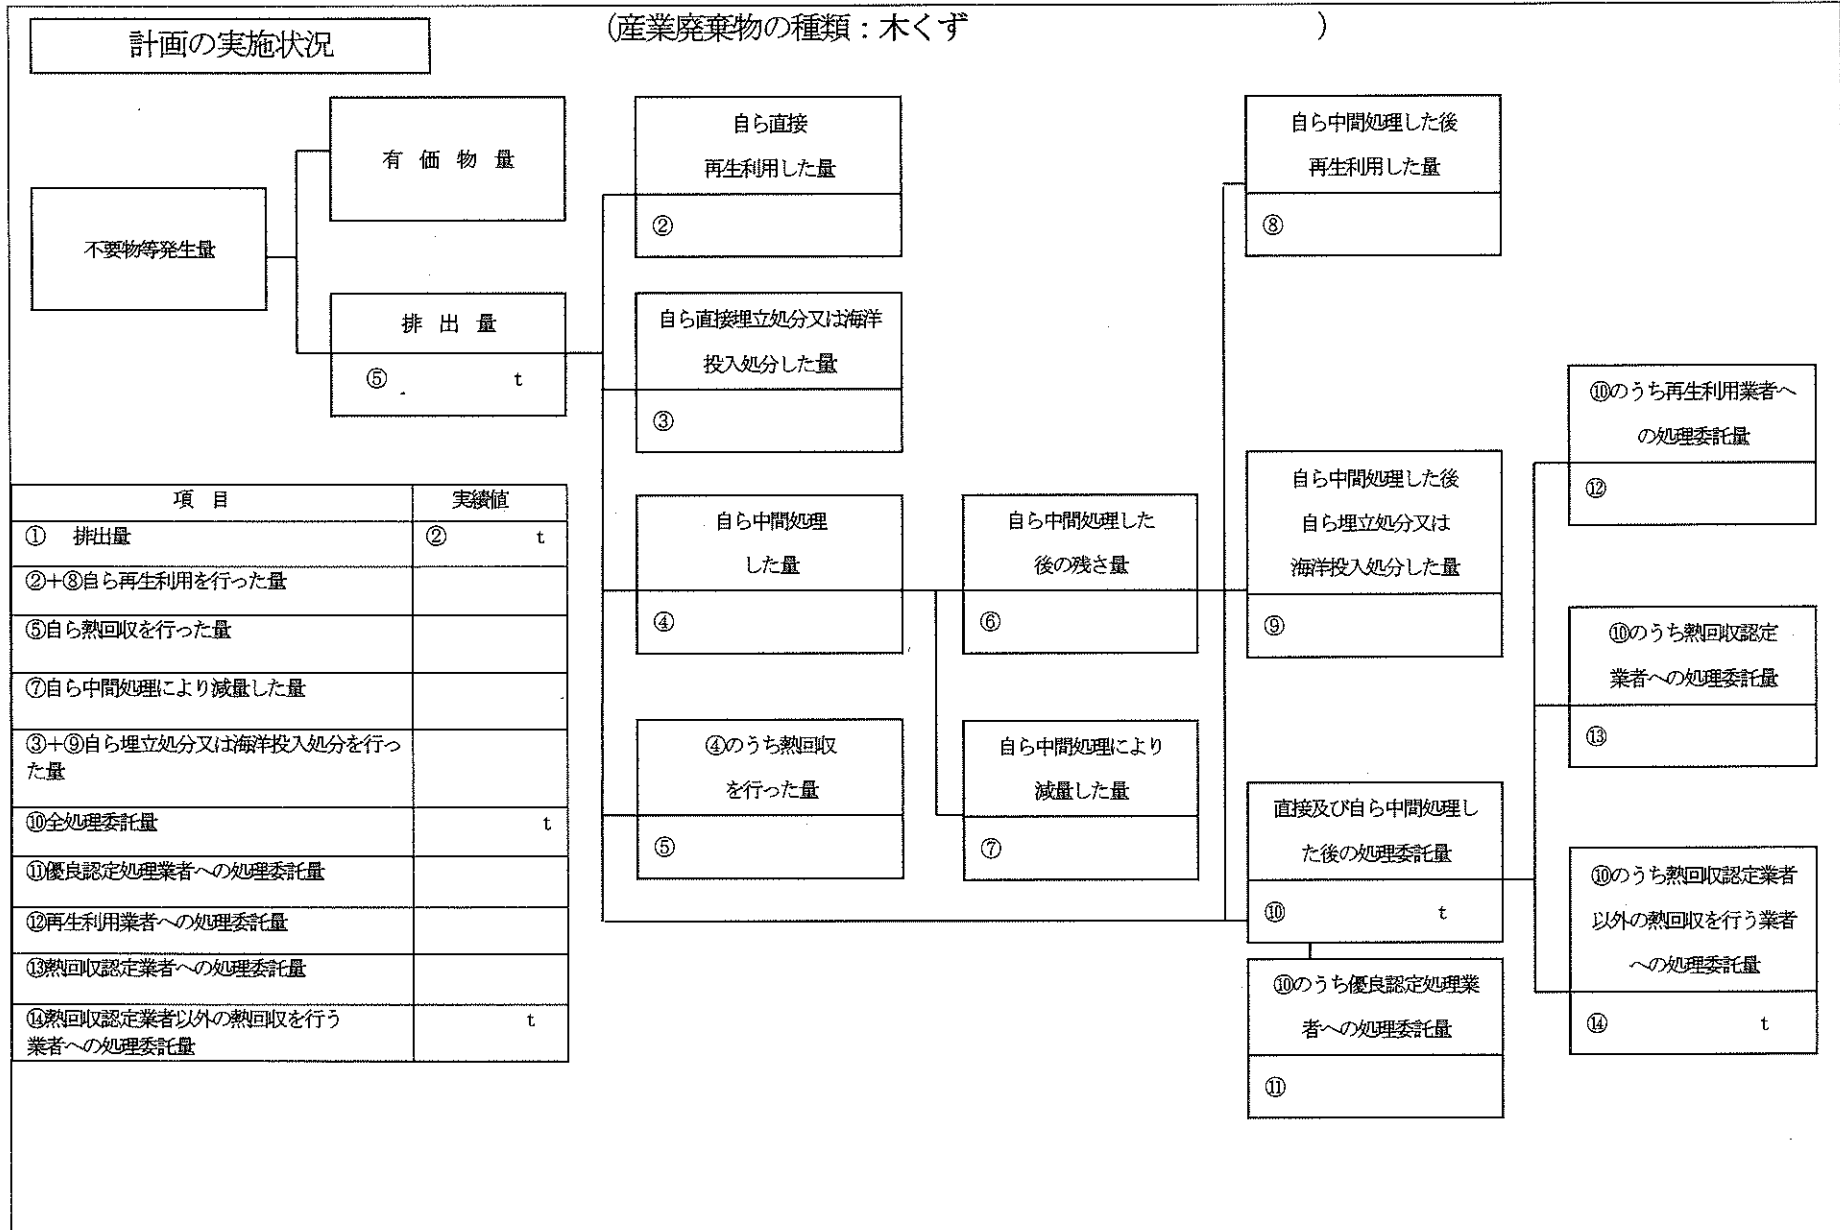 計画の実施状況
(産業廃棄物の種類：木くず　　　　　)
不要物等発生量
有 価 物 量
排 出 量
⑤　　　t
自ら直接
再生利用した量
②
自ら直接埋立処分又は海洋
投入処分した量
③
自ら中間処理
した量
④
④のうち熱回収
を行った量
⑤
自ら中間処理した
後の残さ量
⑥
自ら中間処理により
減量した量
⑦
自ら中間処理した後
再生利用した量
⑧
自ら中間処理した後
自ら埋立処分又は
海洋投入処分した量
⑨
直接及び自ら中間処理し
た後の処理委託量
⑩　　　t
⑩のうち優良認定処理業
者への処理委託量
⑪
⑩のうち再生利用業者へ
の処理委託量
⑫
⑩のうち熱回収認定
業者への処理委託量
⑬
⑩のうち熱回収認定業者
以外の熱回収を行う業者
への処理委託量
⑭　　　t
項　目　実績値
①　排出量　②　t
②+⑧自ら再生利用を行った量
⑤自ら熱回収を行った量
⑦自ら中間処理により減量した量
③+⑨自ら埋立処分又は海洋投入処分を行っ
た量
⑩全処理委託量　t
⑪優良認定処理業者への処理委託量
⑫再生利用業者への処理委託量
⑬熱回収認定業者への処理委託量
⑭熱回収認定業者以外の熱回収を行う　t
業者への処理委託量